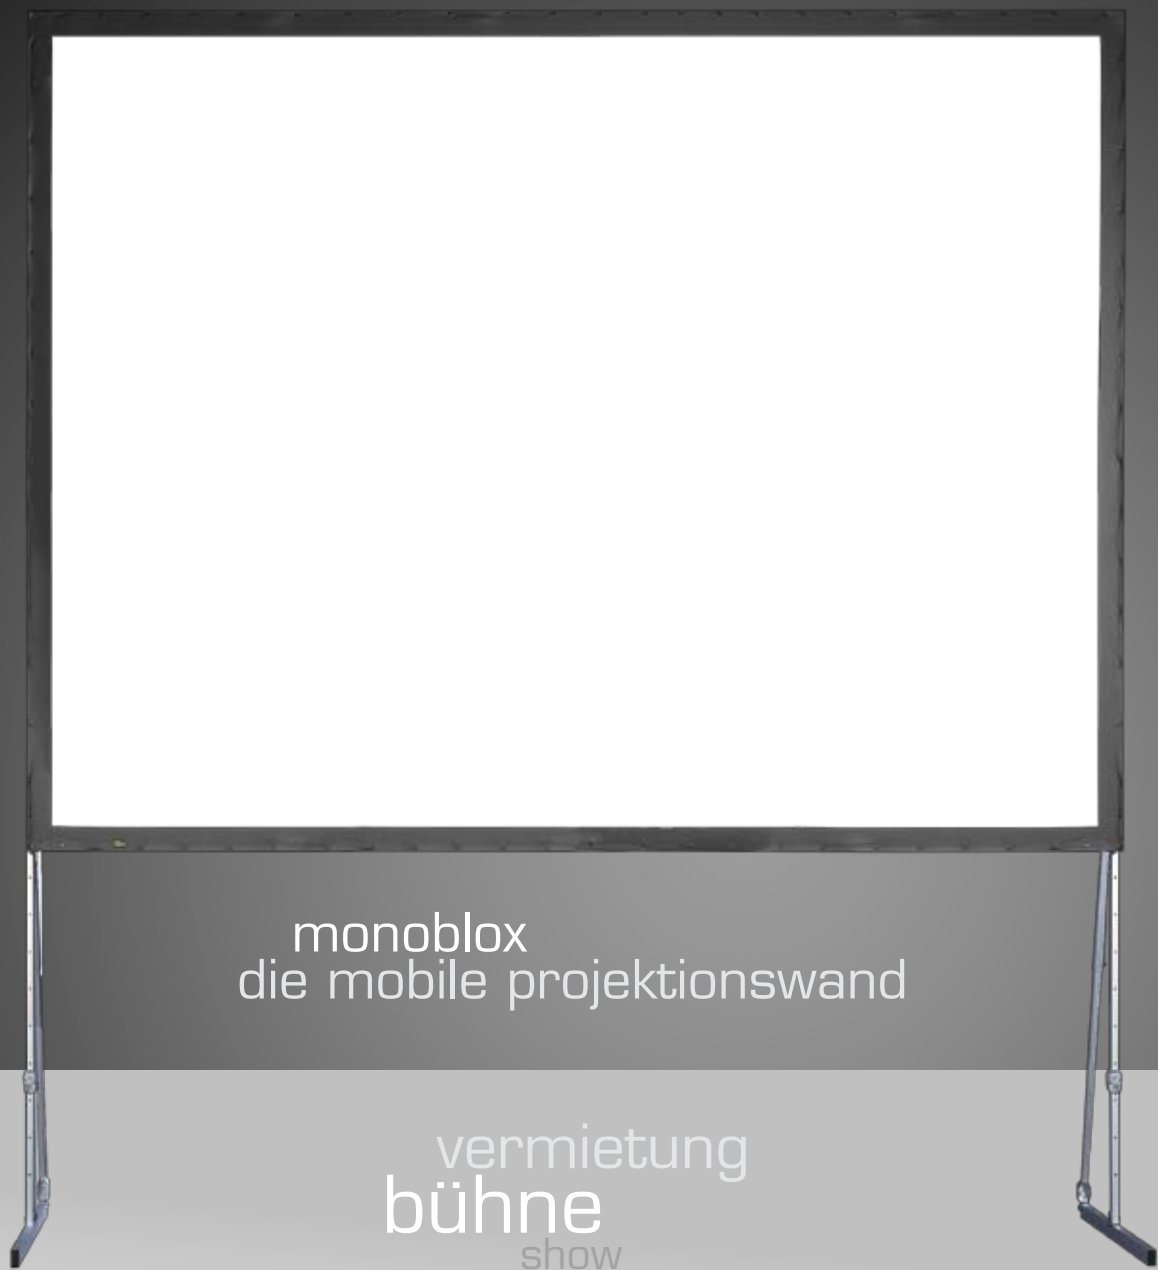 monoblox
die mobile projektionswand
vermietung
bühne
show